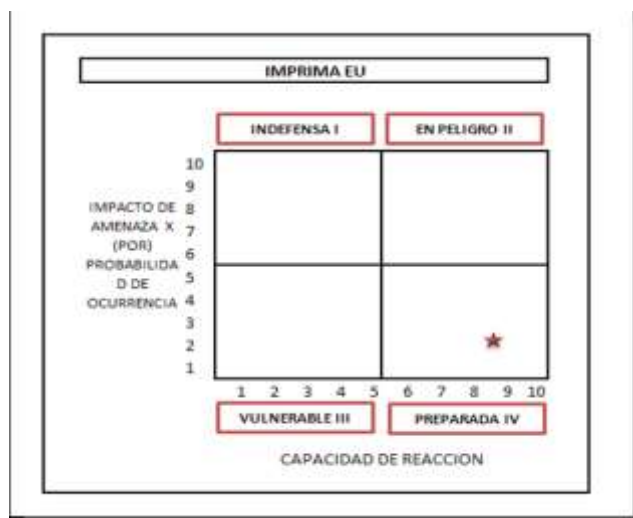 IMPRIMA EU
INDEFENSA I
EN PELIGRO II
10
9
8
7
6
5
4
3
2
1
IMPACTO DE
AMENAZA X
(POR)
PROBABILIDA
D DE
OCURRENCIA
1 2 3 4 5 6 7 8 9 10
VULNERABLE III
PREPARADA IV
CAPACIDAD DE REACCION